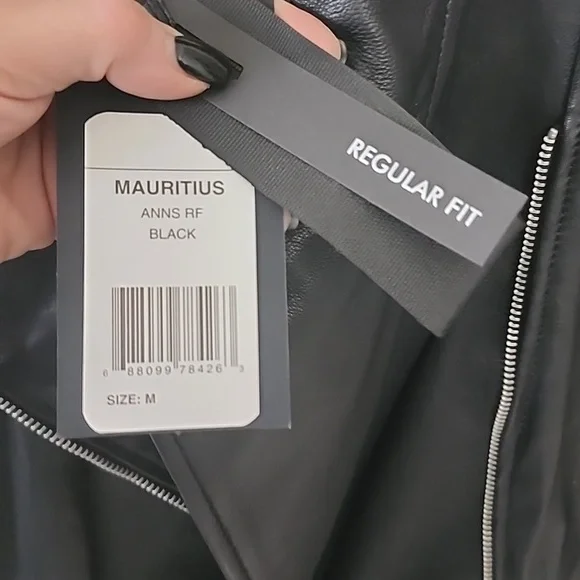 REGULAR FIT
MAURITIUS
ANNS RF
BLACK
6 88099 78426 3
SIZE: M